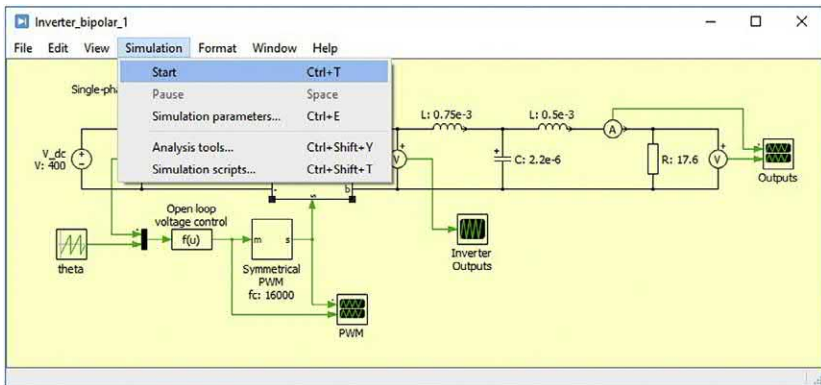 Inverter_bipolar_1
File Edit View Simulation Format Window Help
Start Ctrl+T
Pause Space
Simulation parameters... Ctrl+E
Analysis tools... Ctrl+Shift+Y
Simulation scripts... Ctrl+Shift+T
Single-pha
L: 0.75e-3
L: 0.5e-3
A
V_dc
V: 400
V
C: 2.2e-6
R: 17.6
V
Outputs
b
s
Open loop
voltage control
f(u)
m s
theta
Symmetrical
PWM
fc: 16000
Inverter
Outputs
PWM